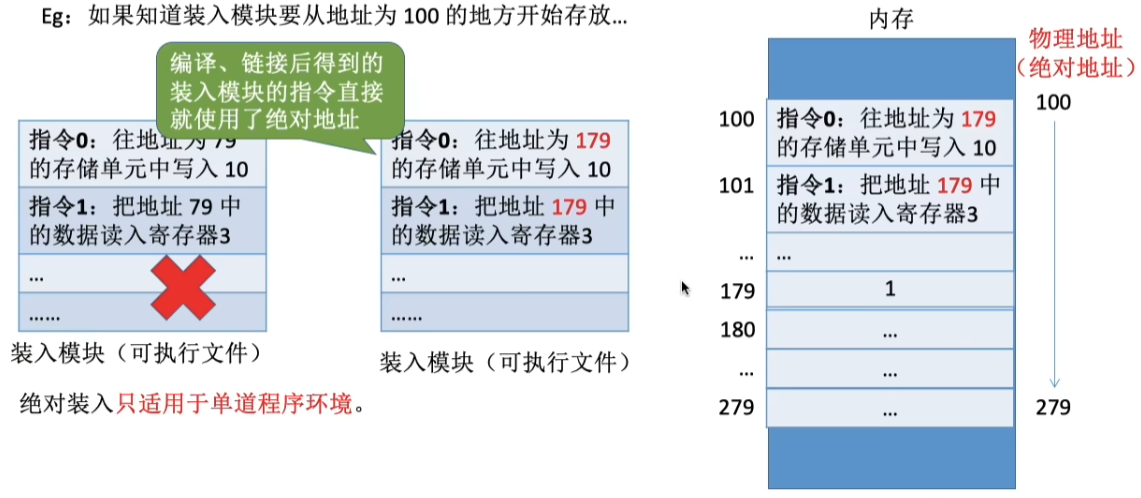 Eg：如果知道装入模块要从地址为 100 的地方开始存放…
编译、链接后得到的
装入模块的指令直接
就使用了绝对地址
指令0：往地址为 79
的存储单元中写入 10
指令1：把地址 79 中
的数据读入寄存器3
…
……
装入模块（可执行文件）
指令0：往地址为 179
的存储单元中写入 10
指令1：把地址 179 中
的数据读入寄存器3
…
……
装入模块（可执行文件）
绝对装入只适用于单道程序环境。
内存
物理地址
（绝对地址）
100
指令0：往地址为 179
的存储单元中写入 10
101
指令1：把地址 179 中
的数据读入寄存器3
… …
179 1
180 …
… …
279 …
100
279